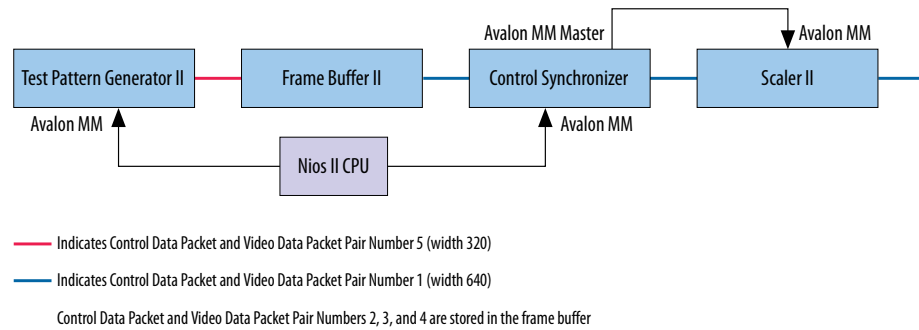 Avalon MM Master
Avalon MM
Test Pattern Generator II
Frame Buffer II
Control Synchronizer
Scaler II
Avalon MM
Avalon MM
Nios II CPU
Indicates Control Data Packet and Video Data Packet Pair Number 5 (width 320)
Indicates Control Data Packet and Video Data Packet Pair Number 1 (width 640)
Control Data Packet and Video Data Packet Pair Numbers 2, 3, and 4 are stored in the frame buffer